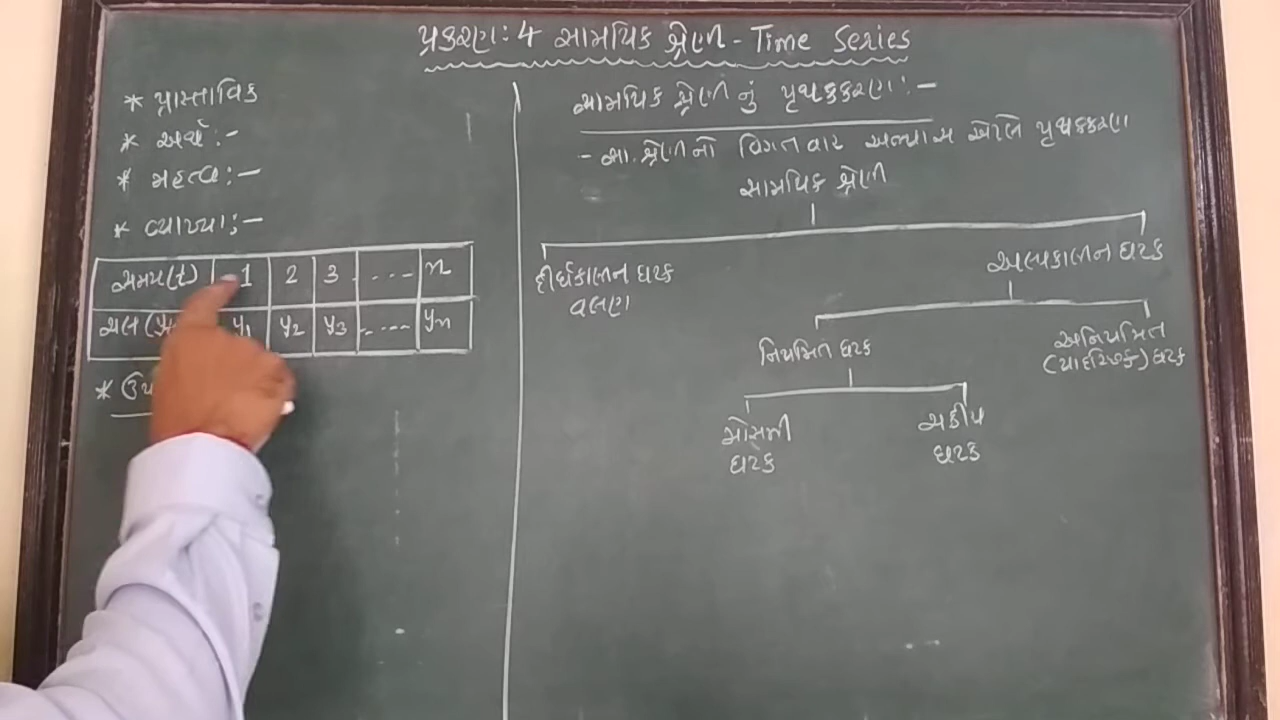 પ્રકરણ: 4 સામયિક શ્રેણી - Time Series
* પ્રાસ્તાવિક
* અર્થ:-
* મહત્વ:-
* વ્યાખ્યા:-
સમય(t) 1 2 3 .... n
ચલ (y y1 y2 y3 ..... yn
* ઉપ
સામયિક શ્રેણીનું પૃથક્કરણ:-
- સા. શ્રેણીનો વિગતવાર અભ્યાસ એટલે પૃથક્કરણ
સામયિક શ્રેણી
દીર્ઘકાલીન ઘટક
વલણ
અલ્પકાલીન ઘટક
નિયમિત ઘટક
અનિયમિત
(યાદચ્છિક) ઘટક
મોસમી
ઘટક
ચક્રીય
ઘટક